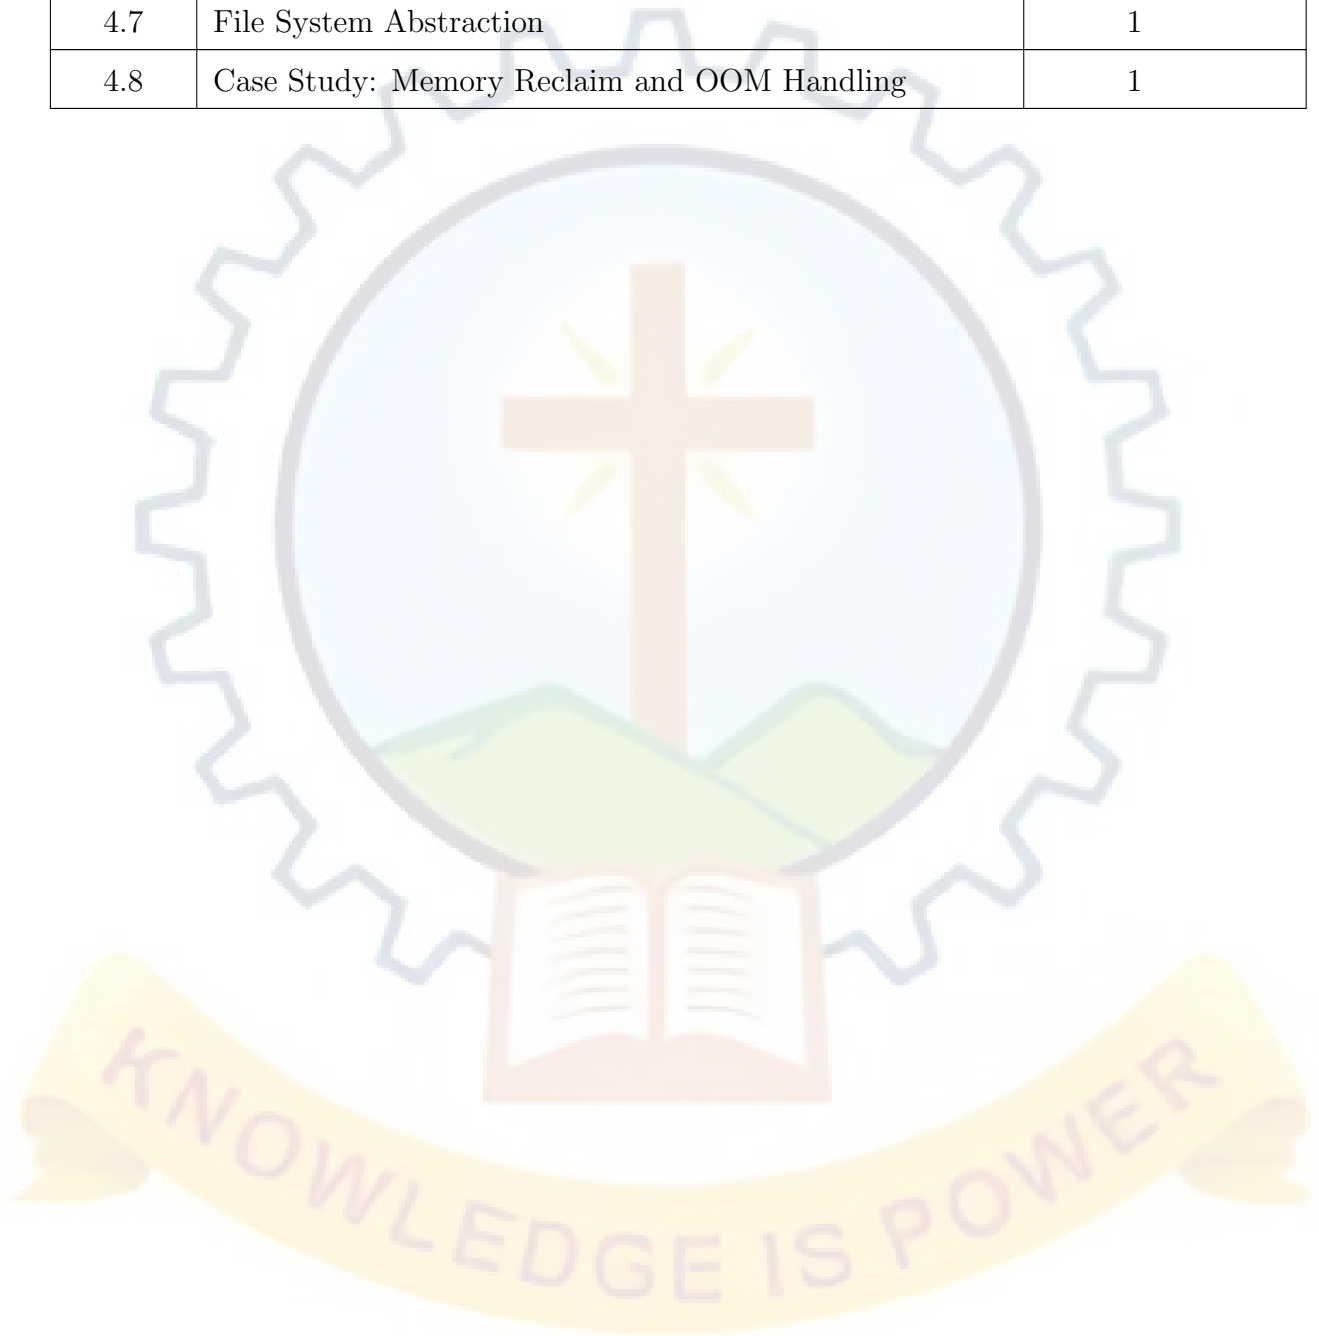 4.7 File System Abstraction 1
4.8 Case Study: Memory Reclaim and OOM Handling 1
KNOWLEDGE IS POWER